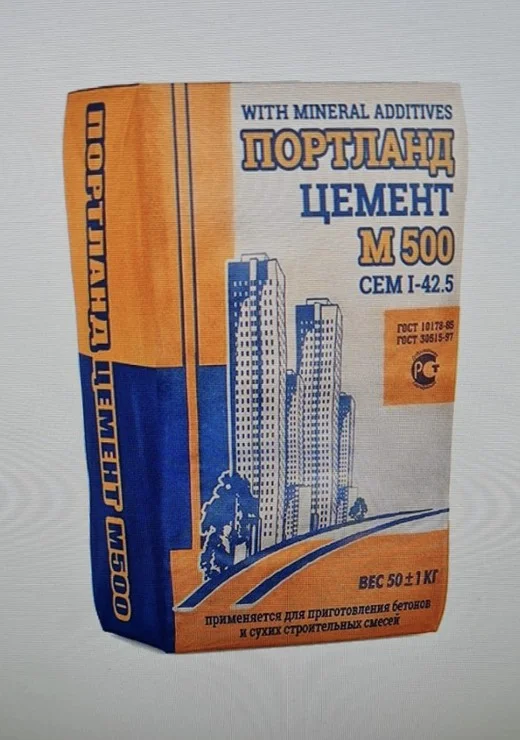 ПОРТЛАНД ЦЕМЕНТ М500
WITH MINERAL ADDITIVES
ПОРТЛАНД
ЦЕМЕНТ
М 500
CEM I-42.5
ГОСТ 10178-85
ГОСТ 30515-97
РСТ
ВЕС 50±1 КГ
применяется для приготовления бетонов
и сухих строительных смесей